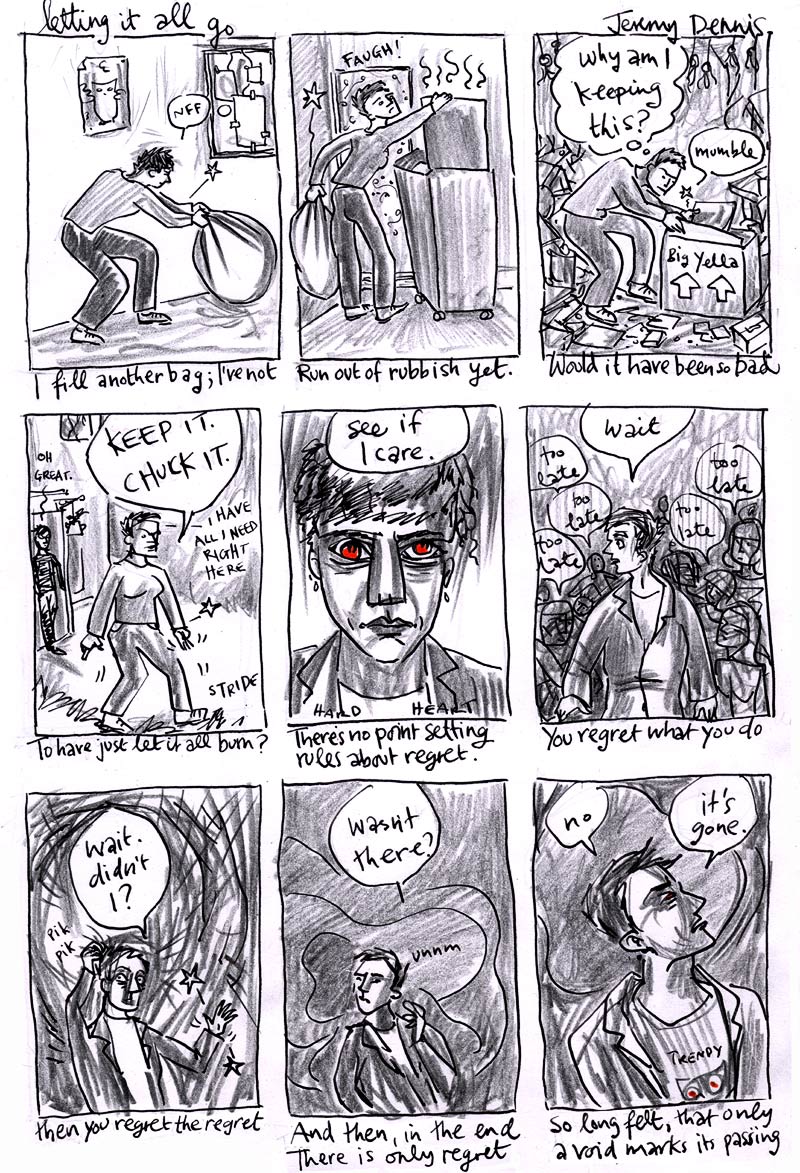 letting it all go
Jeremy Dennis
NFF
I fill another bag; I've not
FAUGH!
Run out of rubbish yet.
why am I
keeping
this?
mumble
Big Yella
Would it have been so bad
OH
GREAT.
KEEP IT.
CHUCK IT.
I HAVE
ALL I NEED
RIGHT
HERE
STRIDE
To have just let it all burn?
see if
I care.
HARD HEART
There's no point setting
rules about regret.
wait
too
late
too
late
too
late
too
late
too
late
You regret what you do
wait.
didn't
I?
Pik
Pik
then you regret the regret
wasn't
there?
unnm
And then, in the end
There is only regret
no
it's
gone.
TRENDY
So long felt, that only
a void marks its passing